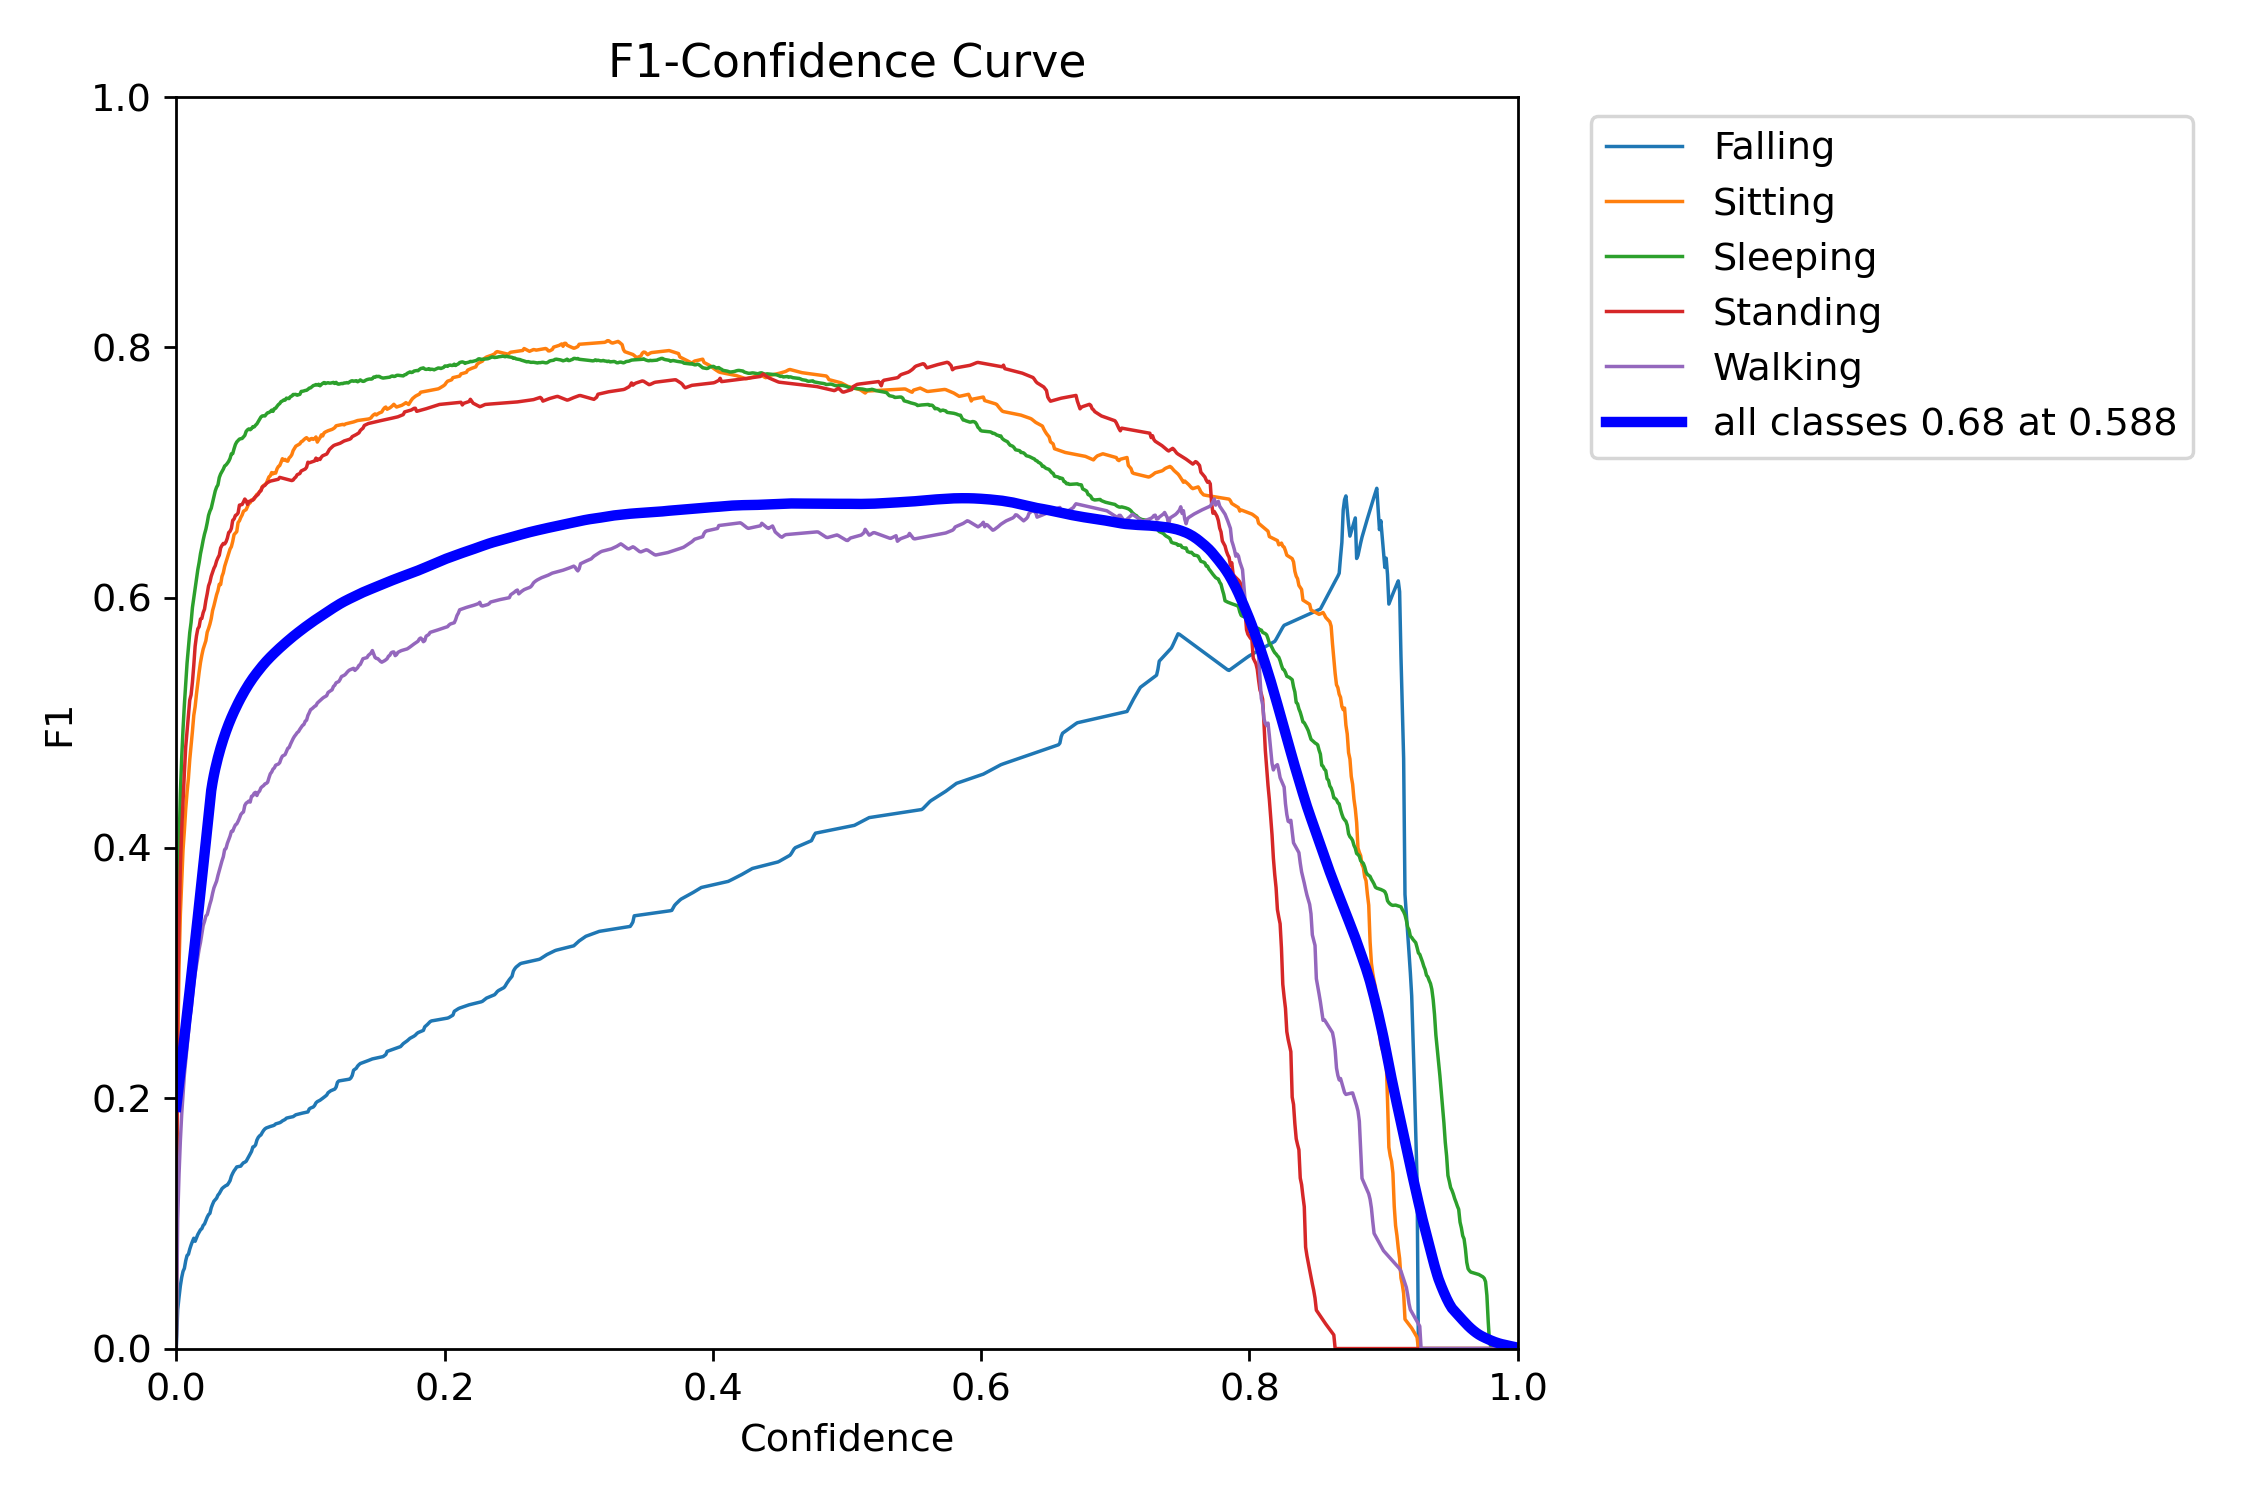 F1-Confidence Curve
1.0
0.8
0.6
0.4
0.2
0.0
F1
0.0 0.2 0.4 0.6 0.8 1.0
Confidence
Falling
Sitting
Sleeping
Standing
Walking
all classes 0.68 at 0.588